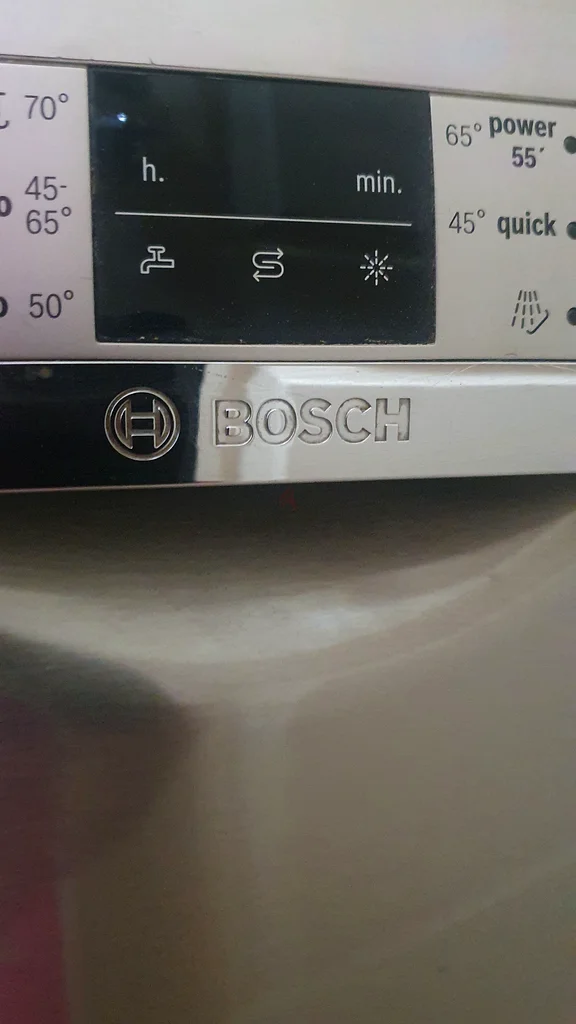 70°
45-
65°
50°
h. min.
65° power
55′
45° quick
BOSCH